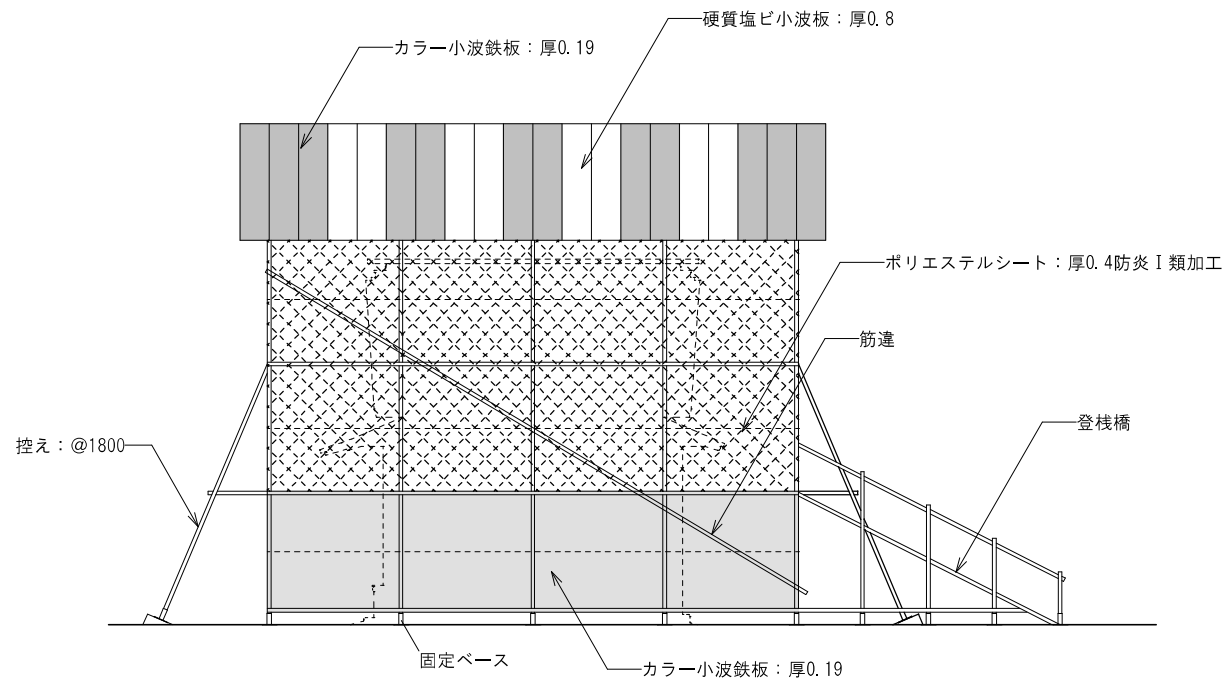 硬質塩ビ小波板：厚0.8
カラー小波鉄板：厚0.19
ポリエステルシート：厚0.4防炎Ⅰ類加工
筋違
登桟橋
控え：@1800
固定ベース
カラー小波鉄板：厚0.19